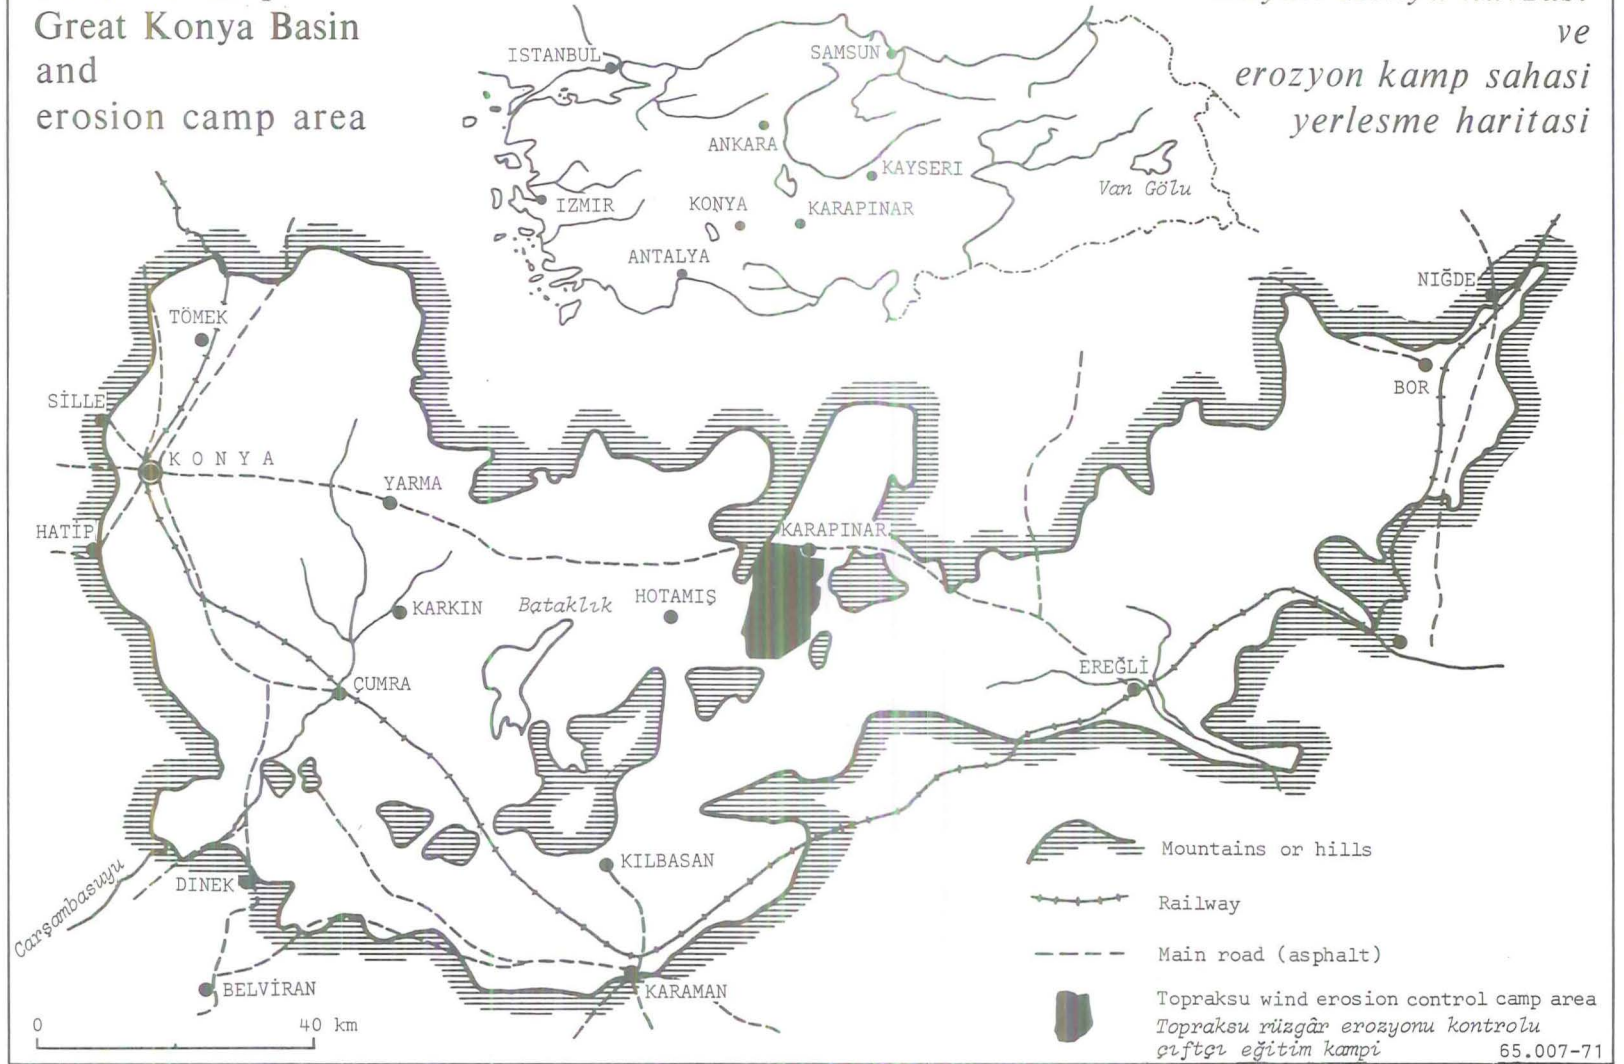 Great Konya Basin
and
erosion camp area
ve
erozyon kamp sahasi
yerlesme haritasi
ISTANBUL
SAMSUN
ANKARA
KAYSERI
Van Gölu
IZMIR
KONYA
KARAPINAR
ANTALYA
NIĞDE
TÖMEK
BOR
SİLLE
KONYA
YARMA
HATİP
KARAPINAR
KARKIN
Bataklık
HOTAMIŞ
EREĞLİ
ÇUMRA
KILBASAN
Mountains or hills
DINEK
Çarşambasuyu
Railway
Main road (asphalt)
BELVİRAN
KARAMAN
Topraksu wind erosion control camp area
Topraksu rüzgâr erozyonu kontrolu
çıftçı eğitim kampi
0 40 km
65.007-71